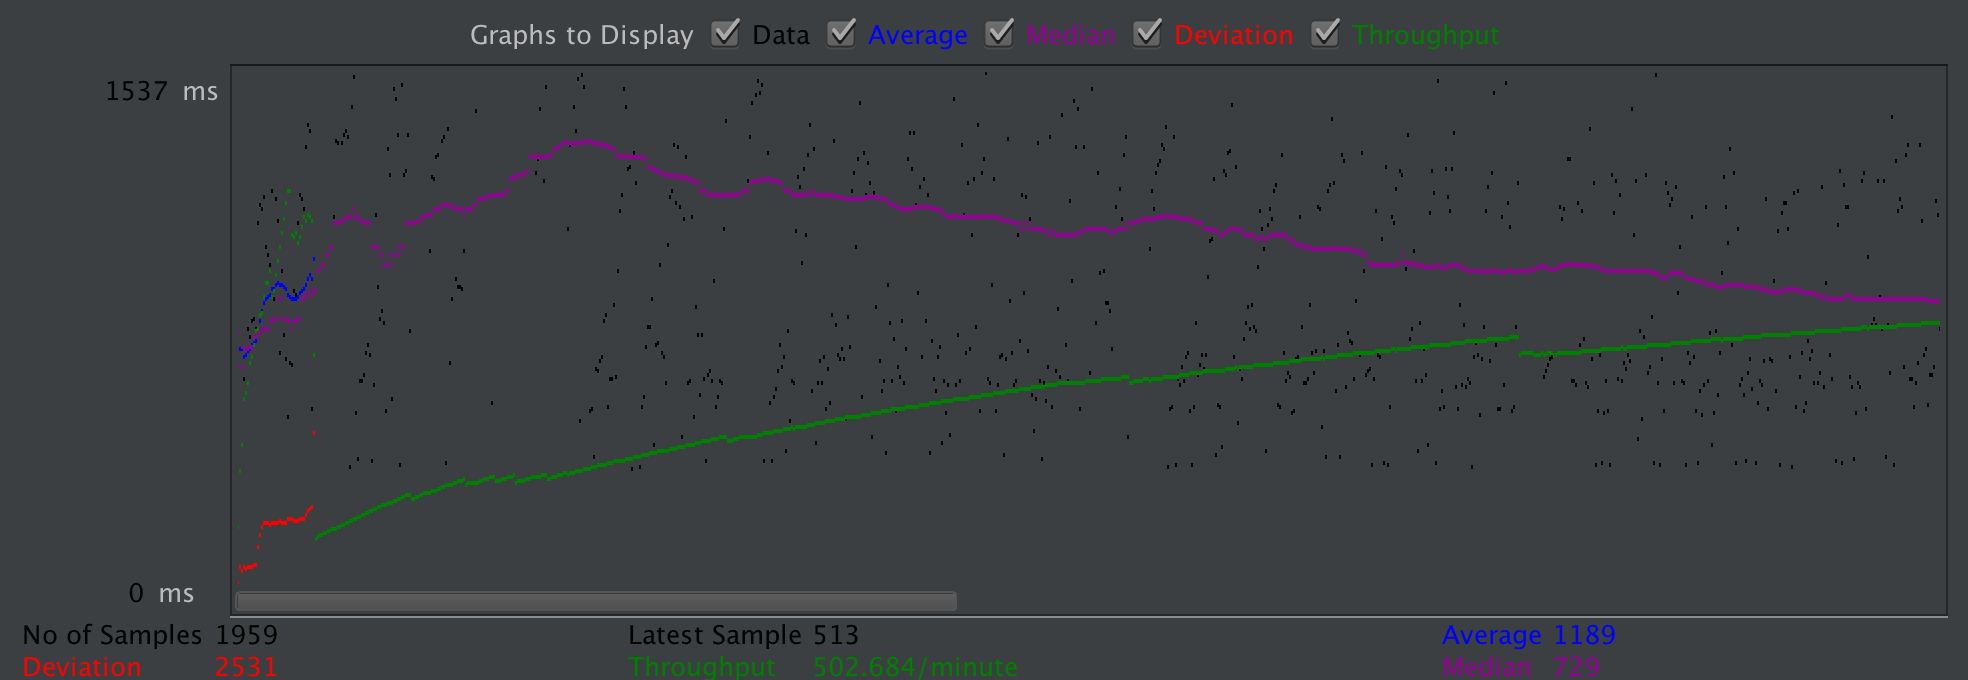 Graphs to Display Data Average Median Deviation Throughput
1537 ms
0 ms
No of Samples 1959 Latest Sample 513 Average 1189
Deviation 2531 Throughput 502.684/minute Median 729